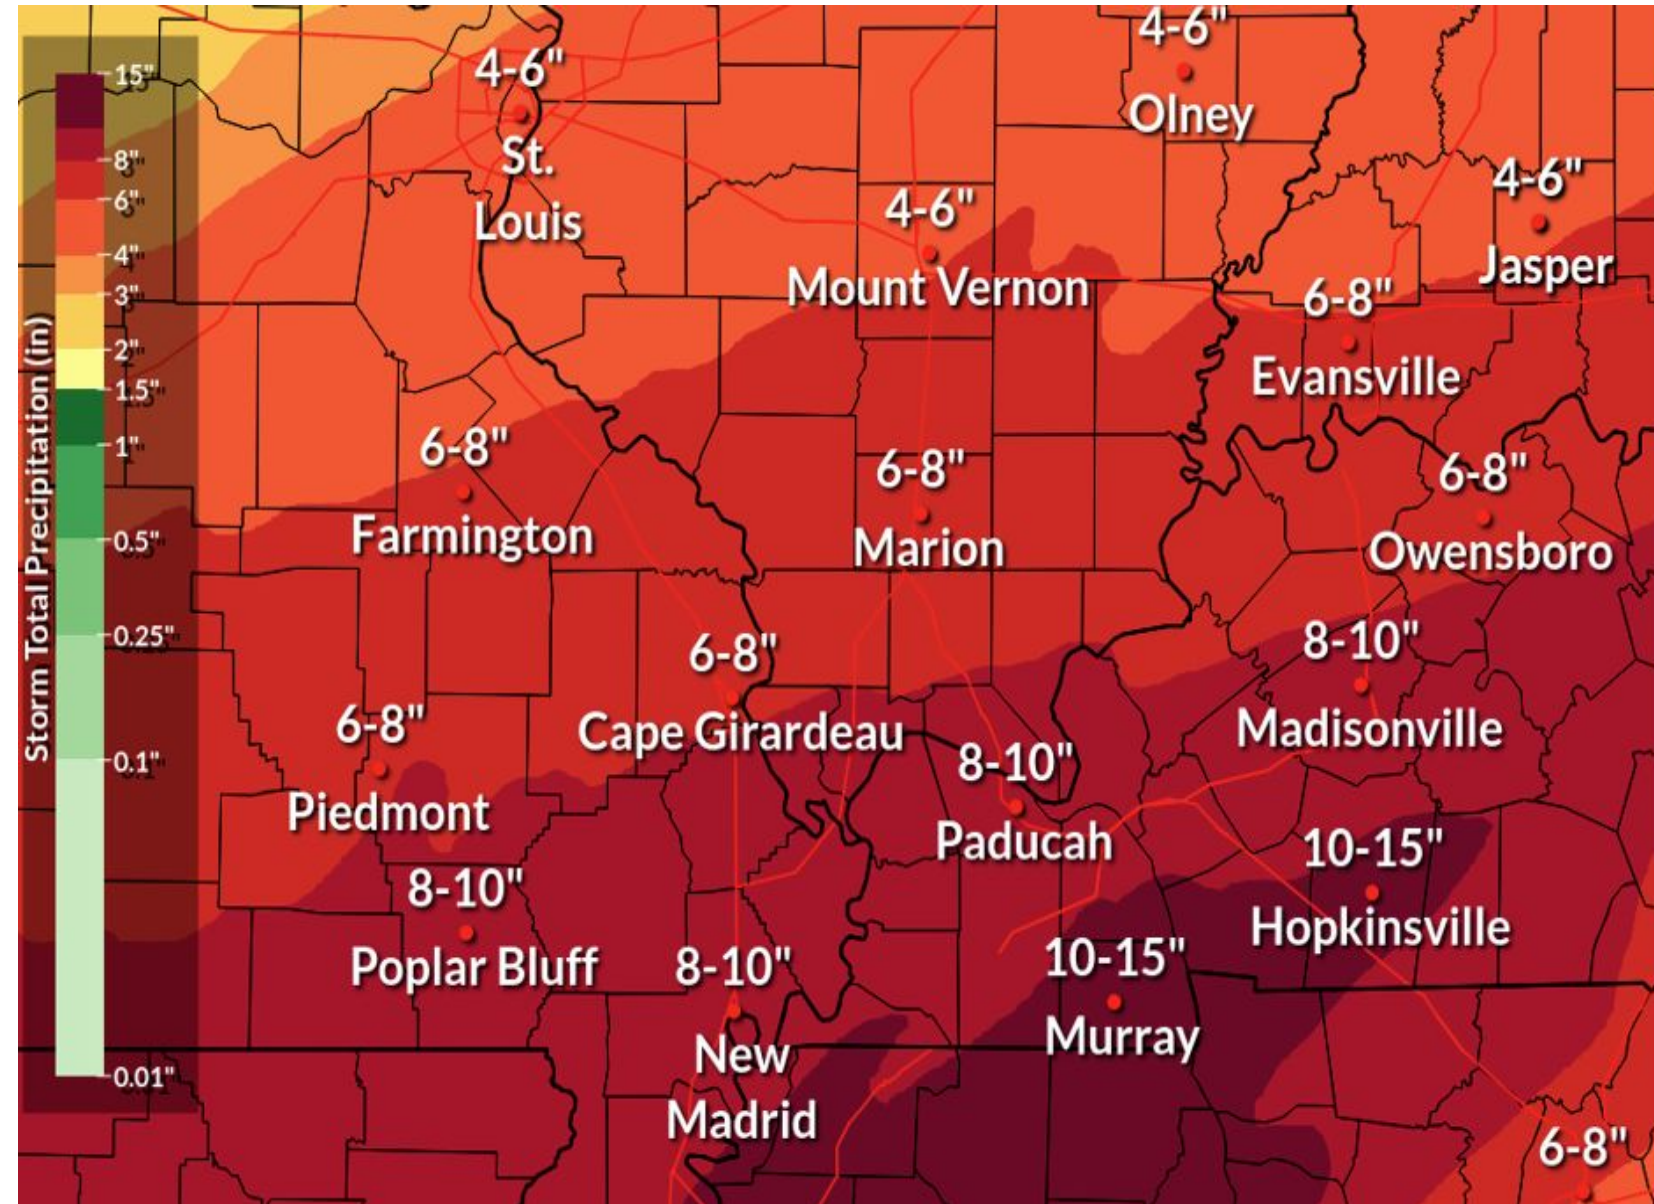 Storm Total Precipitation (in)
15"
8"
6"
4"
3"
2"
1.5"
1"
0.5"
0.25"
0.1"
0.01"
4-6"
St.
Louis
4-6"
Olney
4-6"
Mount Vernon
4-6"
Jasper
6-8"
Evansville
6-8"
Farmington
6-8"
Marion
6-8"
Owensboro
6-8"
Cape Girardeau
8-10"
Madisonville
6-8"
Piedmont
8-10"
Paducah
8-10"
Poplar Bluff
10-15"
Hopkinsville
8-10"
New
Madrid
10-15"
Murray
6-8"